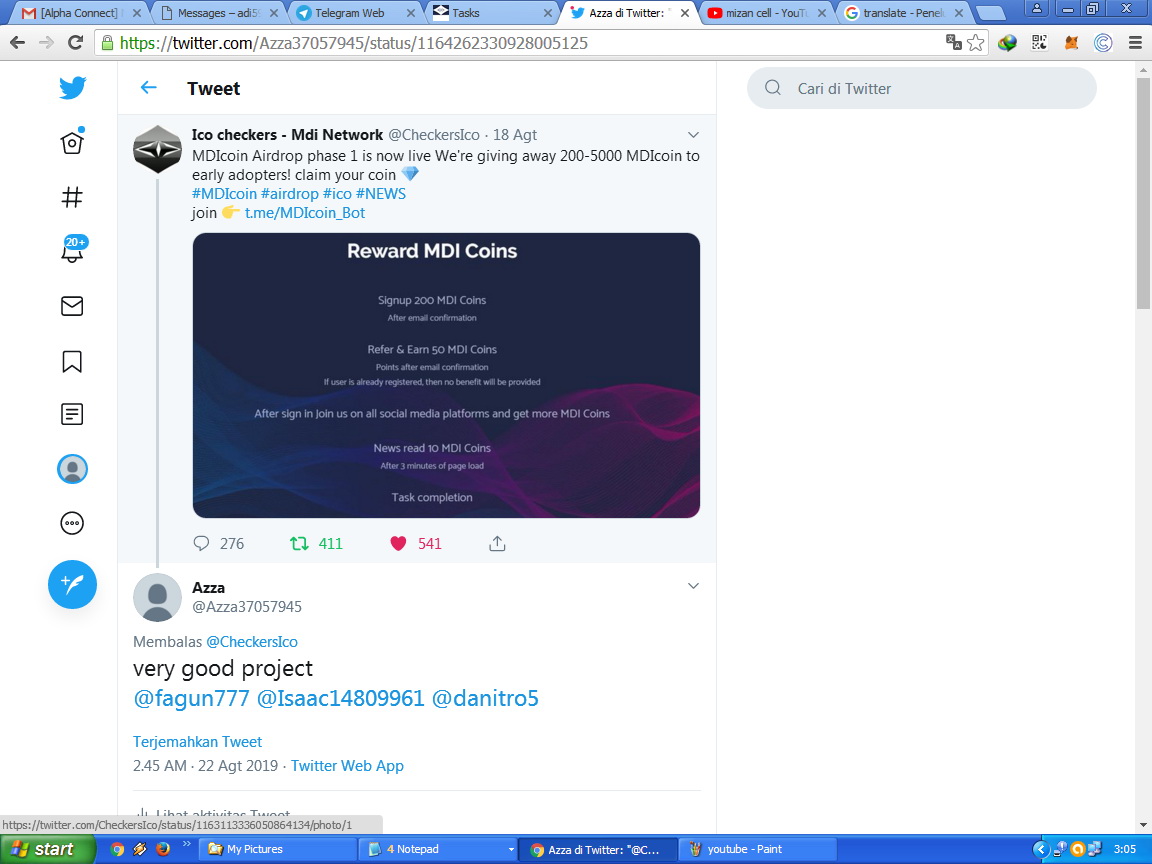 [Alpha Connect]
Messages – adi5
Telegram Web
Tasks
Azza di Twitter: "
mizan cell - YouTu
translate - Penel
https://twitter.com/Azza37057945/status/1164262330928005125
Tweet
Cari di Twitter
20+
Ico checkers - Mdi Network @CheckersIco · 18 Agt
MDIcoin Airdrop phase 1 is now live We're giving away 200-5000 MDIcoin to
early adopters! claim your coin 💎
#MDIcoin #airdrop #ico #NEWS
join 👉 t.me/MDIcoin_Bot
Reward MDI Coins
Signup 200 MDI Coins
After email confirmation
Refer & Earn 50 MDI Coins
Points after email confirmation
If user is already registered, then no benefit will be provided
After sign in Join us on all social media platforms and get more MDI Coins
News read 10 MDI Coins
After 3 minutes of page load
Task completion
276 411 541
Azza
@Azza37057945
Membalas @CheckersIco
very good project
@fagun777 @Isaac14809961 @danitro5
Terjemahkan Tweet
2.45 AM · 22 Agt 2019 · Twitter Web App
Lihat aktivitas Tweet
https://twitter.com/CheckersIco/status/1163113336050864134/photo/1
start
My Pictures
4 Notepad
Azza di Twitter: "@C...
youtube - Paint
3:05